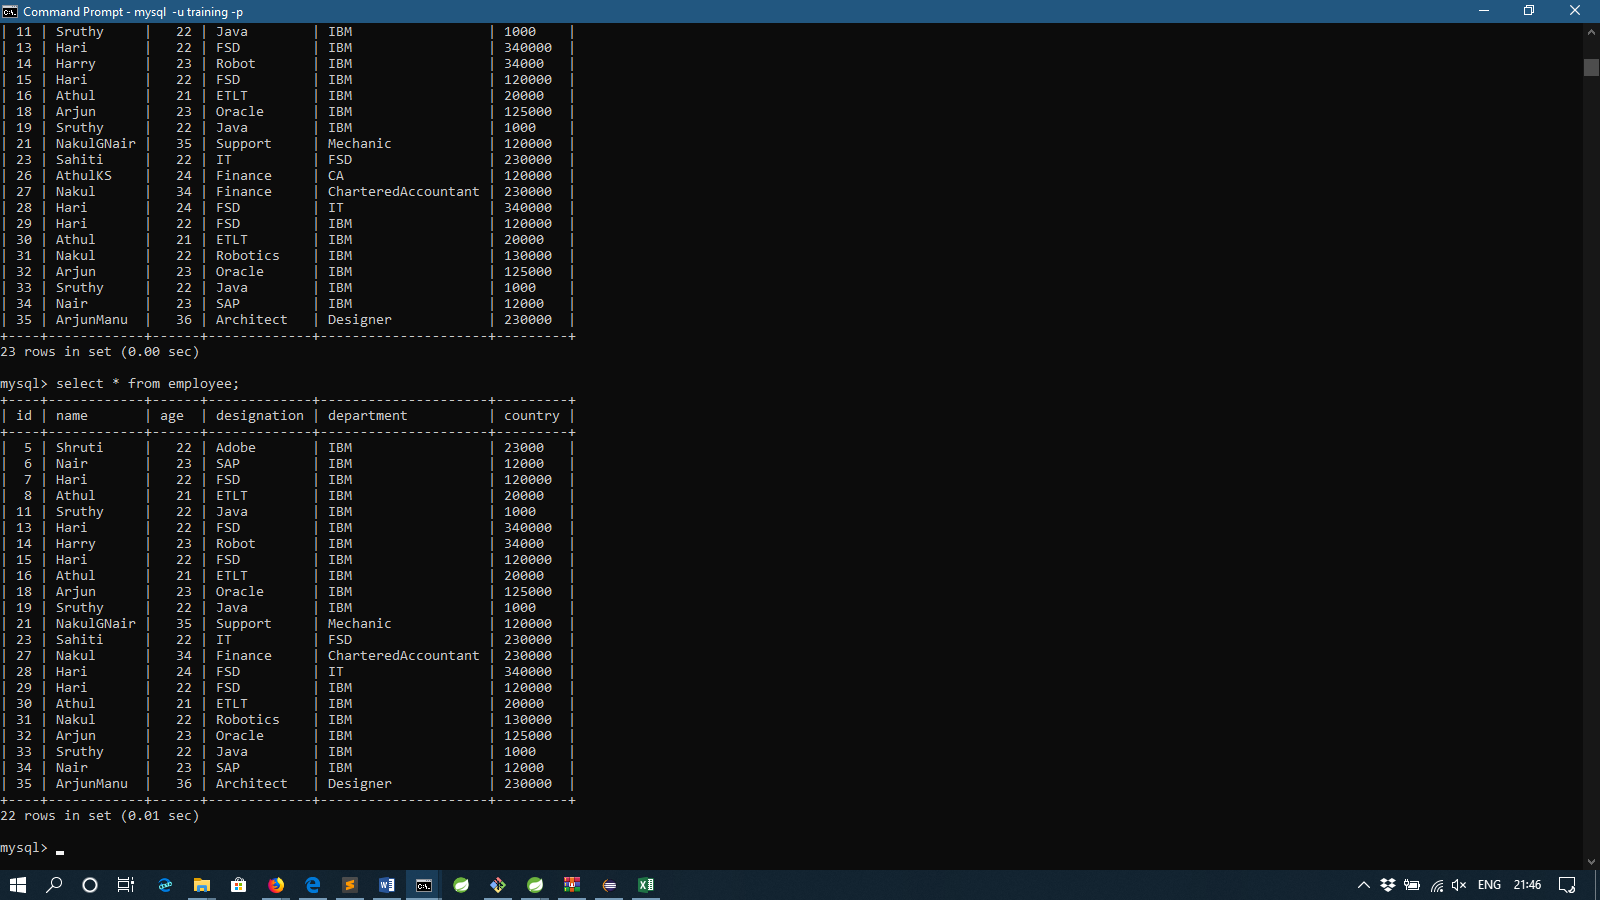 Command Prompt - mysql  -u training -p
| 11 | Sruthy     |   22 | Java        | IBM                 | 1000    |
| 13 | Hari       |   22 | FSD         | IBM                 | 340000  |
| 14 | Harry      |   23 | Robot       | IBM                 | 34000   |
| 15 | Hari       |   22 | FSD         | IBM                 | 120000  |
| 16 | Athul      |   21 | ETLT        | IBM                 | 20000   |
| 18 | Arjun      |   23 | Oracle      | IBM                 | 125000  |
| 19 | Sruthy     |   22 | Java        | IBM                 | 1000    |
| 21 | NakulGNair |   35 | Support     | Mechanic            | 120000  |
| 23 | Sahiti     |   22 | IT          | FSD                 | 230000  |
| 26 | AthulKS    |   24 | Finance     | CA                  | 120000  |
| 27 | Nakul      |   34 | Finance     | CharteredAccountant | 230000  |
| 28 | Hari       |   24 | FSD         | IT                  | 340000  |
| 29 | Hari       |   22 | FSD         | IBM                 | 120000  |
| 30 | Athul      |   21 | ETLT        | IBM                 | 20000   |
| 31 | Nakul      |   22 | Robotics    | IBM                 | 130000  |
| 32 | Arjun      |   23 | Oracle      | IBM                 | 125000  |
| 33 | Sruthy     |   22 | Java        | IBM                 | 1000    |
| 34 | Nair       |   23 | SAP         | IBM                 | 12000   |
| 35 | ArjunManu  |   36 | Architect   | Designer            | 230000  |
+----+------------+------+-------------+---------------------+---------+
23 rows in set (0.00 sec)
mysql> select * from employee;
+----+------------+------+-------------+---------------------+---------+
| id | name       | age  | designation | department          | country |
+----+------------+------+-------------+---------------------+---------+
|  5 | Shruti     |   22 | Adobe       | IBM                 | 23000   |
|  6 | Nair       |   23 | SAP         | IBM                 | 12000   |
|  7 | Hari       |   22 | FSD         | IBM                 | 120000  |
|  8 | Athul      |   21 | ETLT        | IBM                 | 20000   |
| 11 | Sruthy     |   22 | Java        | IBM                 | 1000    |
| 13 | Hari       |   22 | FSD         | IBM                 | 340000  |
| 14 | Harry      |   23 | Robot       | IBM                 | 34000   |
| 15 | Hari       |   22 | FSD         | IBM                 | 120000  |
| 16 | Athul      |   21 | ETLT        | IBM                 | 20000   |
| 18 | Arjun      |   23 | Oracle      | IBM                 | 125000  |
| 19 | Sruthy     |   22 | Java        | IBM                 | 1000    |
| 21 | NakulGNair |   35 | Support     | Mechanic            | 120000  |
| 23 | Sahiti     |   22 | IT          | FSD                 | 230000  |
| 27 | Nakul      |   34 | Finance     | CharteredAccountant | 230000  |
| 28 | Hari       |   24 | FSD         | IT                  | 340000  |
| 29 | Hari       |   22 | FSD         | IBM                 | 120000  |
| 30 | Athul      |   21 | ETLT        | IBM                 | 20000   |
| 31 | Nakul      |   22 | Robotics    | IBM                 | 130000  |
| 32 | Arjun      |   23 | Oracle      | IBM                 | 125000  |
| 33 | Sruthy     |   22 | Java        | IBM                 | 1000    |
| 34 | Nair       |   23 | SAP         | IBM                 | 12000   |
| 35 | ArjunManu  |   36 | Architect   | Designer            | 230000  |
+----+------------+------+-------------+---------------------+---------+
22 rows in set (0.01 sec)
mysql>
ENG 21:46